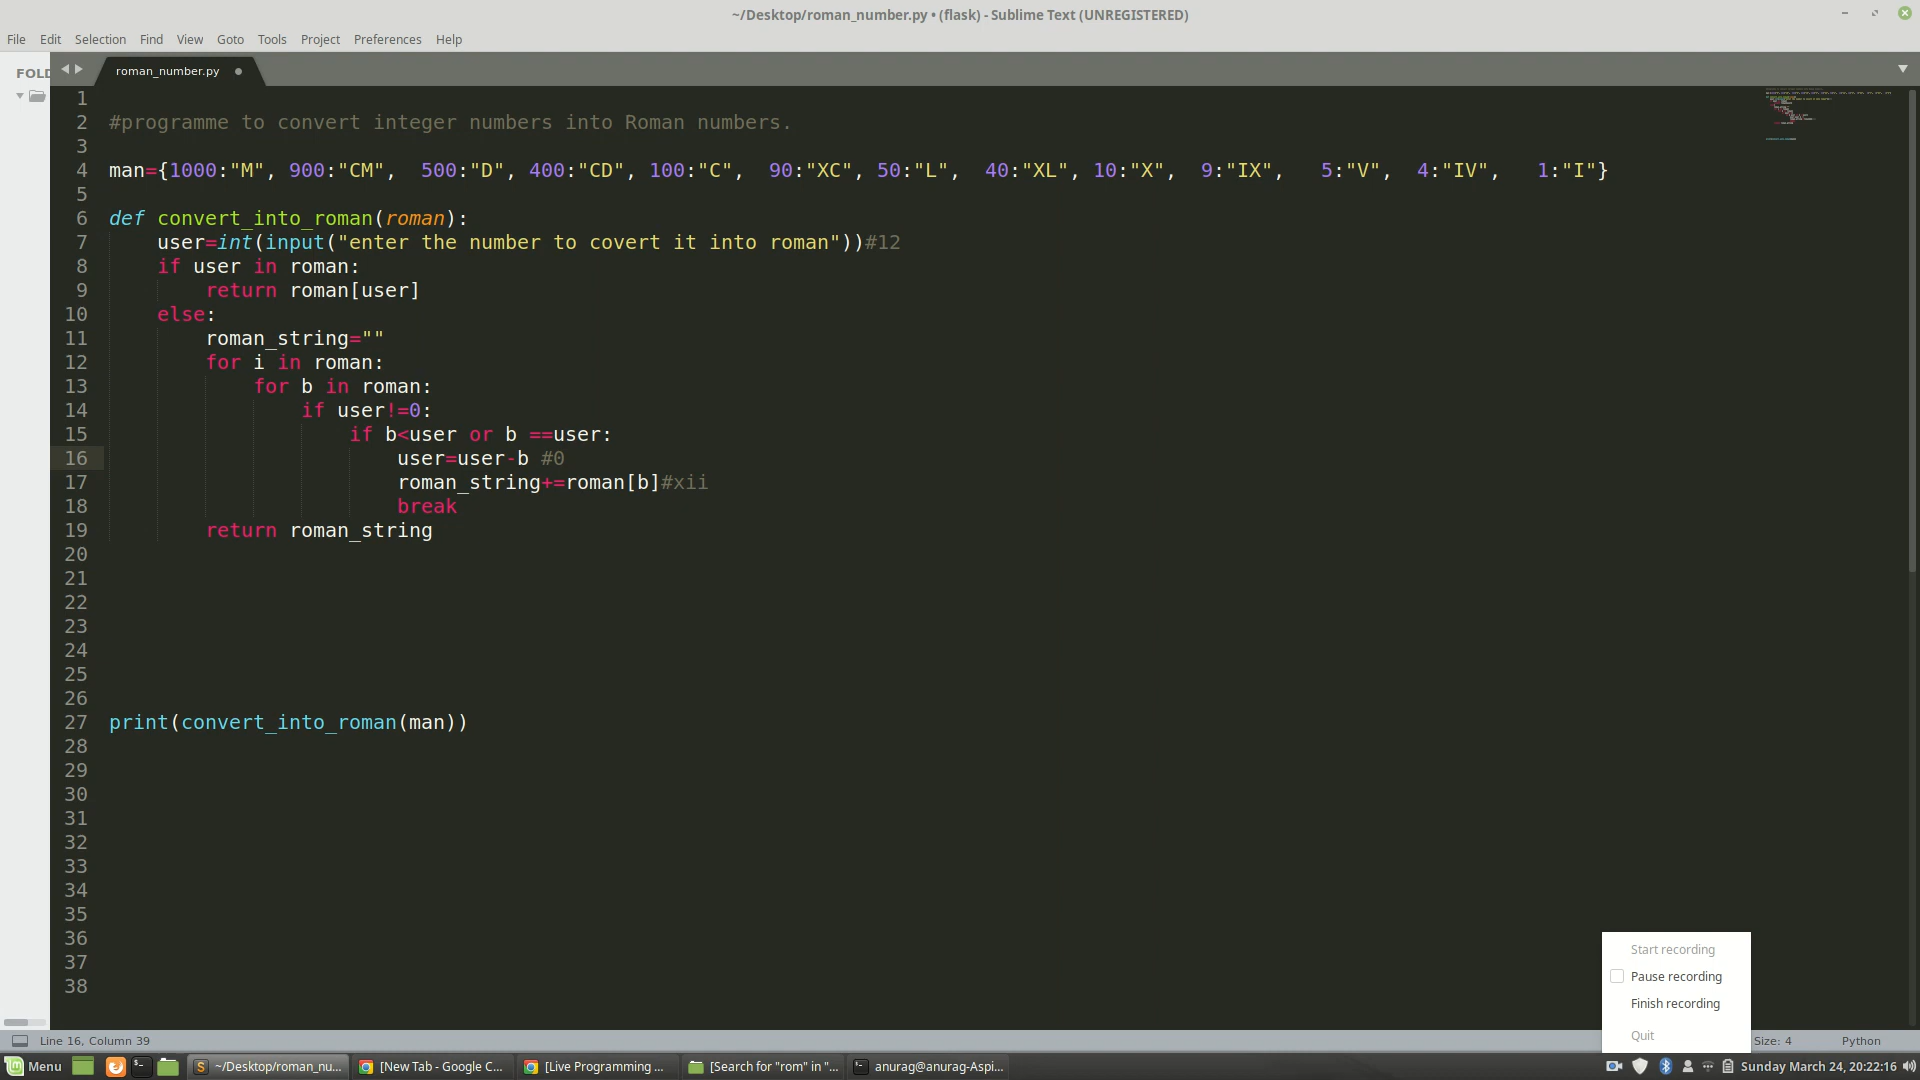 ~/Desktop/roman_number.py • (flask) - Sublime Text (UNREGISTERED)
File Edit Selection Find View Goto Tools Project Preferences Help
FOLD
roman_number.py
1
2 #programme to convert integer numbers into Roman numbers.
3
4 man={1000:"M", 900:"CM",  500:"D", 400:"CD", 100:"C",  90:"XC", 50:"L",  40:"XL", 10:"X",  9:"IX",   5:"V",  4:"IV",   1:"I"}
5
6 def convert_into_roman(roman):
7     user=int(input("enter the number to covert it into roman"))#12
8     if user in roman:
9         return roman[user]
10     else:
11         roman_string=""
12         for i in roman:
13             for b in roman:
14                 if user!=0:
15                     if b<user or b ==user:
16                         user=user-b #0
17                         roman_string+=roman[b]#xii
18                         break
19         return roman_string
20
21
22
23
24
25
26
27 print(convert_into_roman(man))
28
29
30
31
32
33
34
35
36
37
38
Start recording
Pause recording
Finish recording
Quit
Line 16, Column 39 Size: 4 Python
Menu ~/Desktop/roman_nu... [New Tab - Google C... [Live Programming ... [Search for "rom" in "... anurag@anurag-Aspi... Sunday March 24, 20:22:16